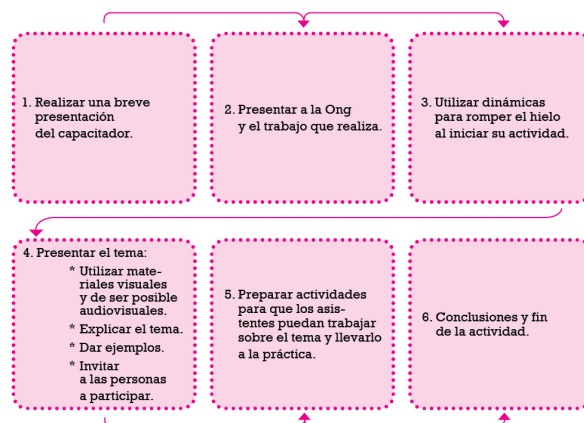 1. Realizar una breve
presentación
del capacitador.
2. Presentar a la Ong
y el trabajo que realiza.
3. Utilizar dinámicas
para romper el hielo
al iniciar su actividad.
4. Presentar el tema:
* Utilizar mate-
riales visuales
y de ser posible
audiovisuales.
* Explicar el tema.
* Dar ejemplos.
* Invitar
a las personas
a participar.
5. Preparar actividades
para que los asis-
tentes puedan trabajar
sobre el tema y llevarlo
a la práctica.
6. Conclusiones y fin
de la actividad.